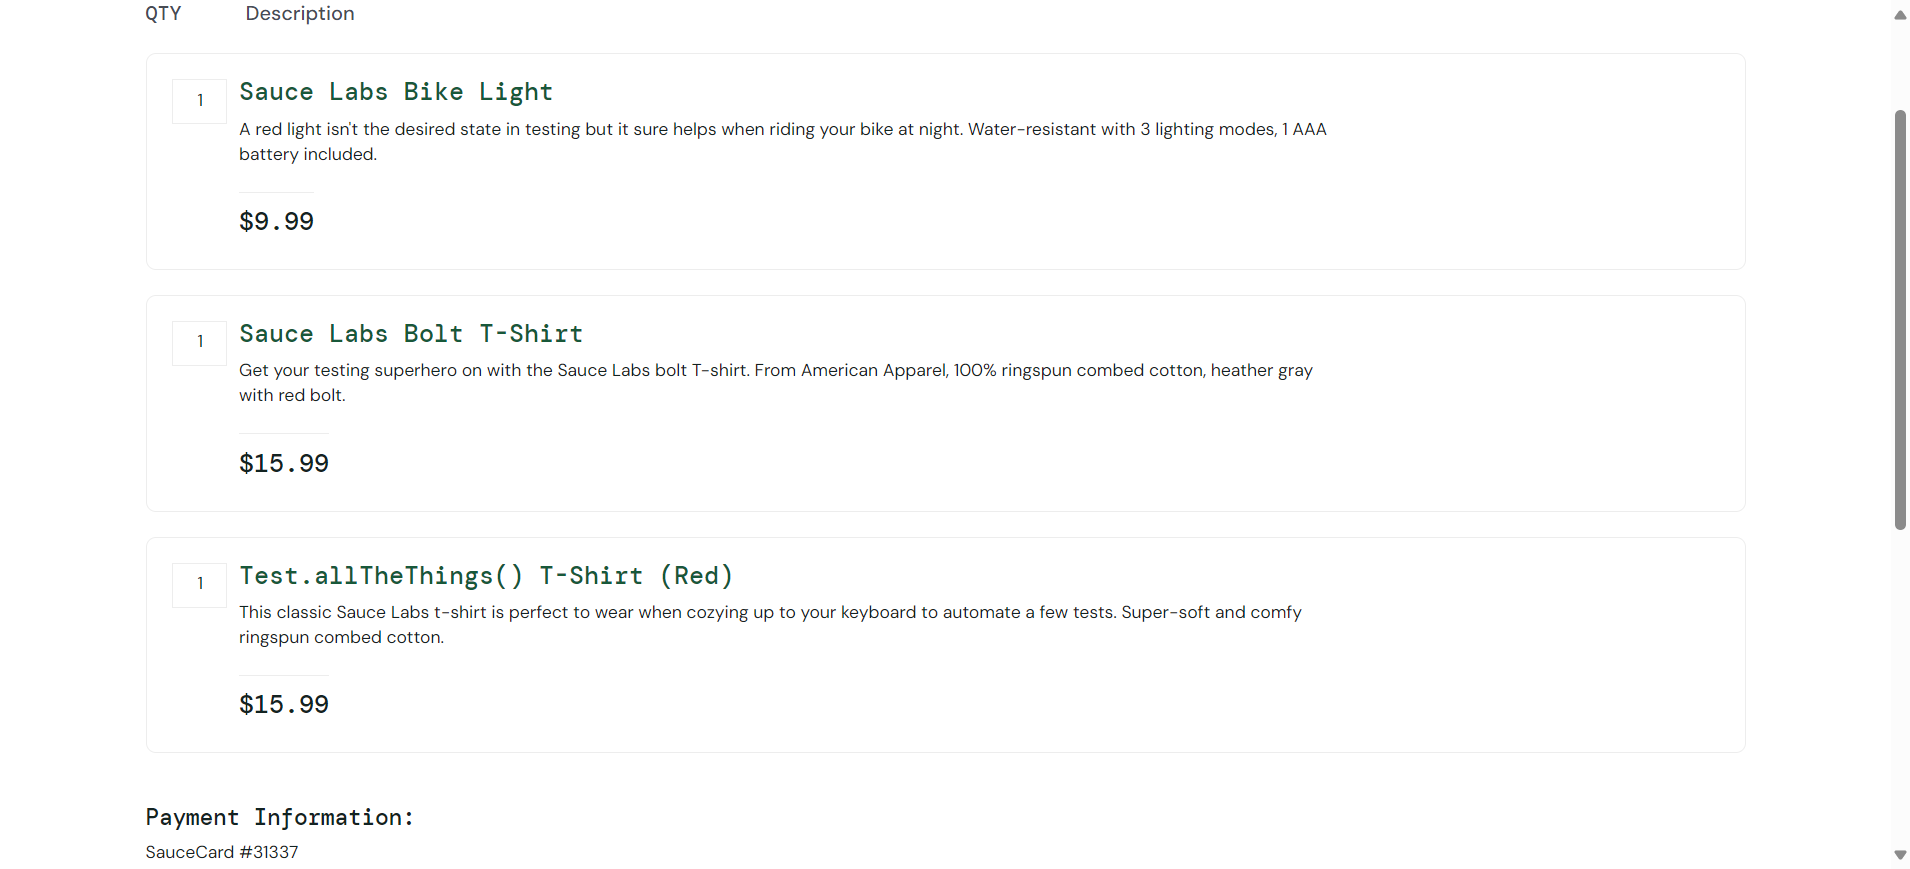 QTY Description
1
Sauce Labs Bike Light
A red light isn't the desired state in testing but it sure helps when riding your bike at night. Water-resistant with 3 lighting modes, 1 AAA
battery included.
$9.99
1
Sauce Labs Bolt T-Shirt
Get your testing superhero on with the Sauce Labs bolt T-shirt. From American Apparel, 100% ringspun combed cotton, heather gray
with red bolt.
$15.99
1
Test.allTheThings() T-Shirt (Red)
This classic Sauce Labs t-shirt is perfect to wear when cozying up to your keyboard to automate a few tests. Super-soft and comfy
ringspun combed cotton.
$15.99
Payment Information:
SauceCard #31337